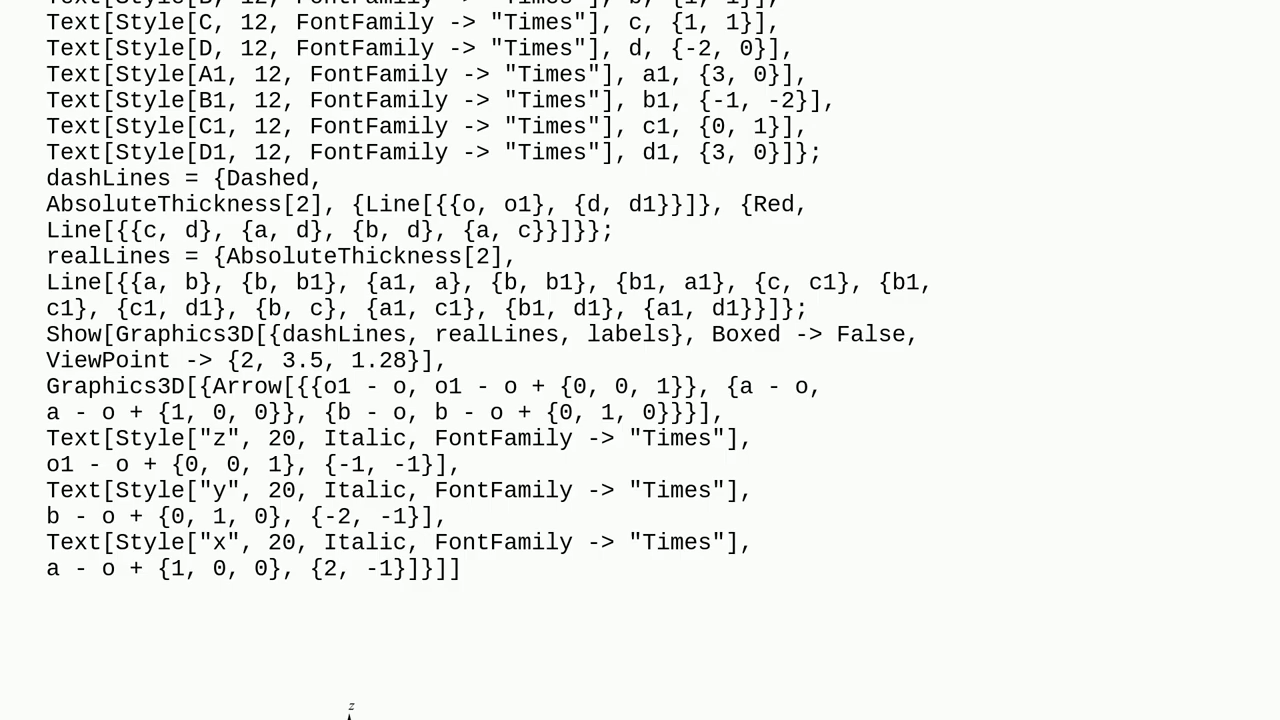 Text[Style[B, 12, FontFamily -> "Times"], b, {1, 1}],
Text[Style[C, 12, FontFamily -> "Times"], c, {1, 1}],
Text[Style[D, 12, FontFamily -> "Times"], d, {-2, 0}],
Text[Style[A1, 12, FontFamily -> "Times"], a1, {3, 0}],
Text[Style[B1, 12, FontFamily -> "Times"], b1, {-1, -2}],
Text[Style[C1, 12, FontFamily -> "Times"], c1, {0, 1}],
Text[Style[D1, 12, FontFamily -> "Times"], d1, {3, 0}]};
dashLines = {Dashed,
AbsoluteThickness[2], {Line[{{o, o1}, {d, d1}}]}, {Red,
Line[{{c, d}, {a, d}, {b, d}, {a, c}}]}};
realLines = {AbsoluteThickness[2],
Line[{{a, b}, {b, b1}, {a1, a}, {b, b1}, {b1, a1}, {c, c1}, {b1,
c1}, {c1, d1}, {b, c}, {a1, c1}, {b1, d1}, {a1, d1}}]};
Show[Graphics3D[{dashLines, realLines, labels}, Boxed -> False,
ViewPoint -> {2, 3.5, 1.28}],
Graphics3D[{Arrow[{{o1 - o, o1 - o + {0, 0, 1}}, {a - o,
a - o + {1, 0, 0}}, {b - o, b - o + {0, 1, 0}}}],
Text[Style["z", 20, Italic, FontFamily -> "Times"],
o1 - o + {0, 0, 1}, {-1, -1}],
Text[Style["y", 20, Italic, FontFamily -> "Times"],
b - o + {0, 1, 0}, {-2, -1}],
Text[Style["x", 20, Italic, FontFamily -> "Times"],
a - o + {1, 0, 0}, {2, -1}]}]]
z